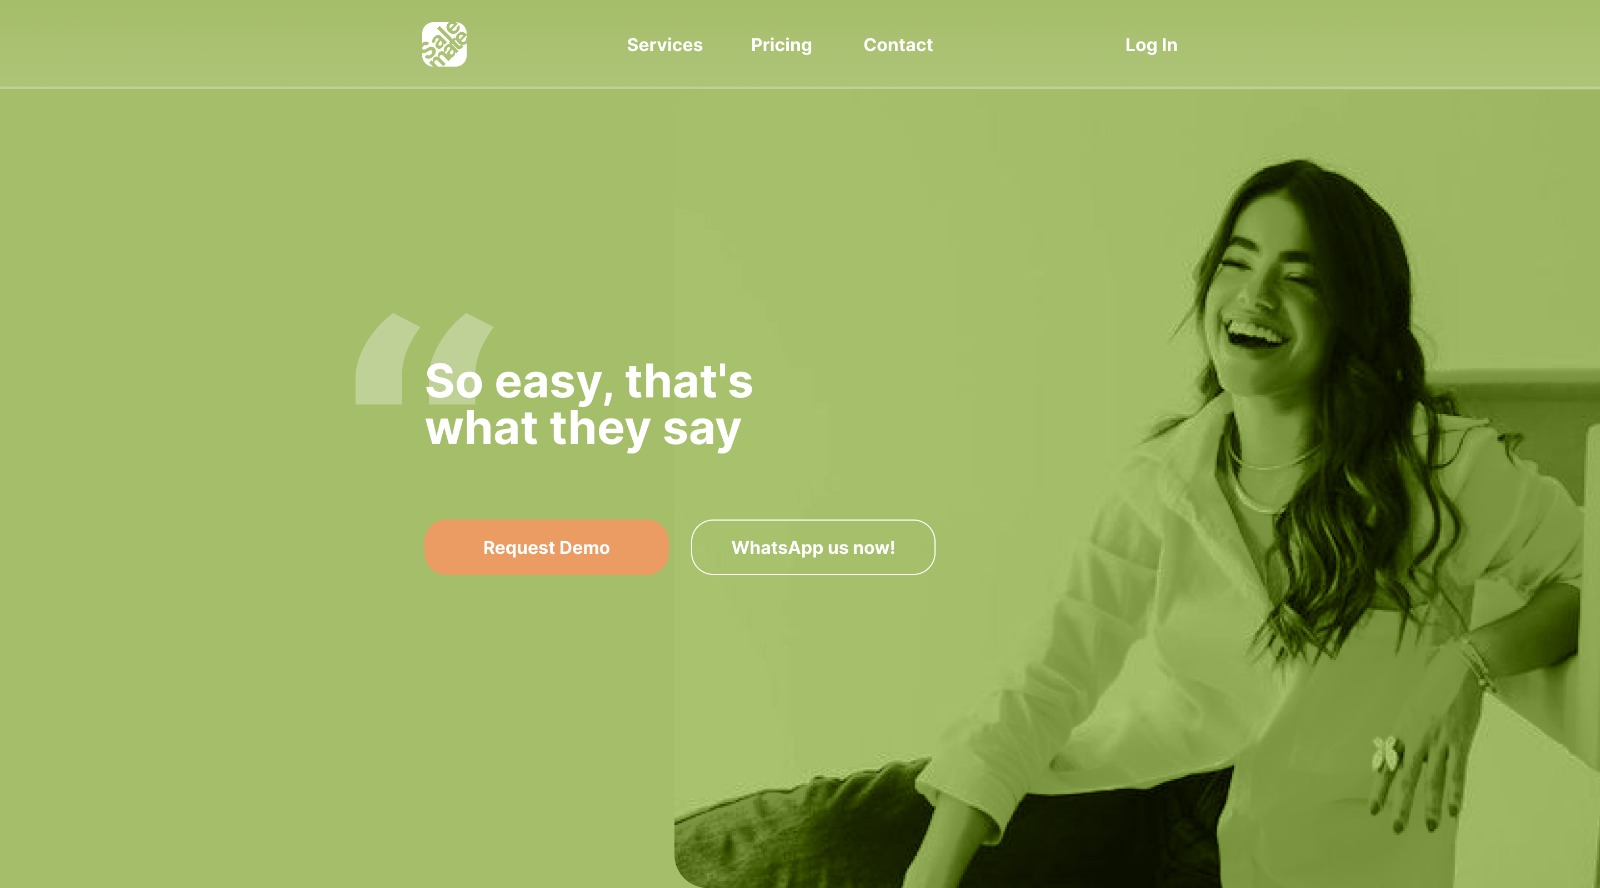 Sale
mate
Services
Pricing
Contact
Log In
“
So easy, that's
what they say
Request Demo
WhatsApp us now!